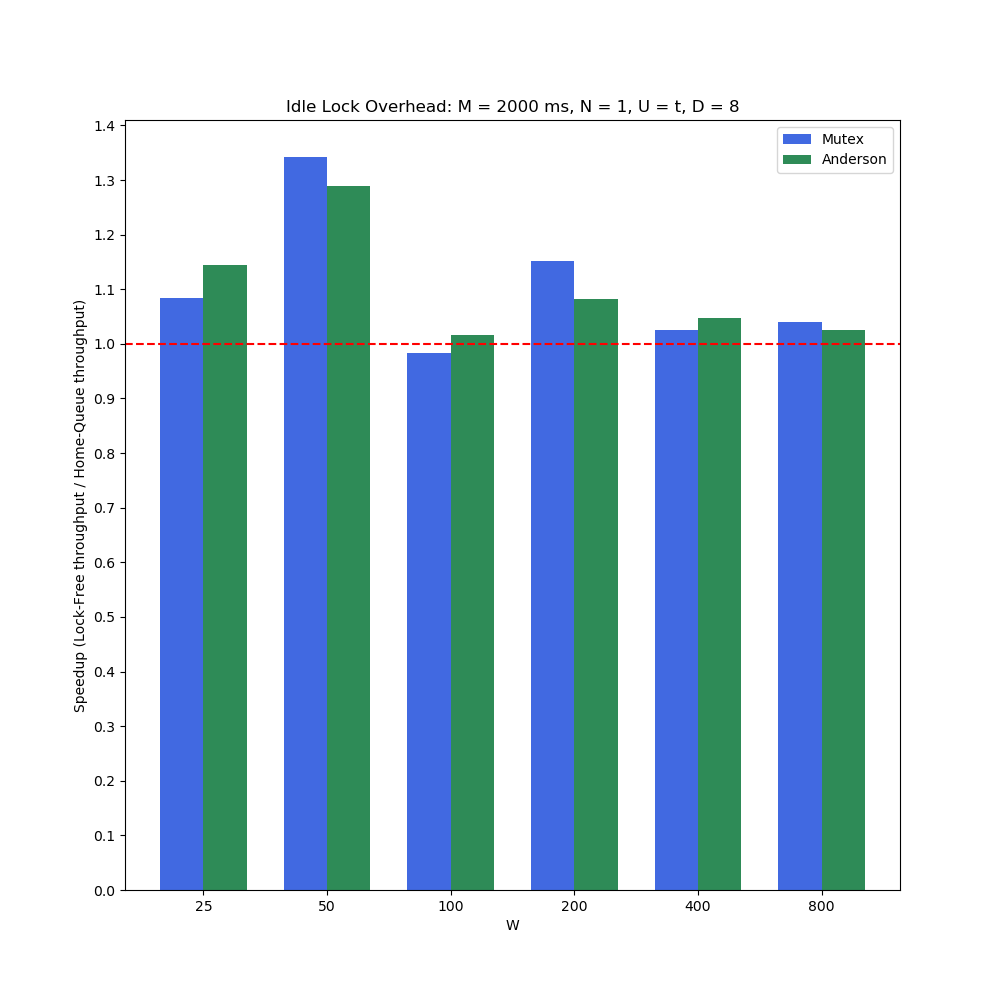 Idle Lock Overhead: M = 2000 ms, N = 1, U = t, D = 8
Mutex
Anderson
Speedup (Lock-Free throughput / Home-Queue throughput)
1.4
1.3
1.2
1.1
1.0
0.9
0.8
0.7
0.6
0.5
0.4
0.3
0.2
0.1
0.0
25 50 100 200 400 800
W